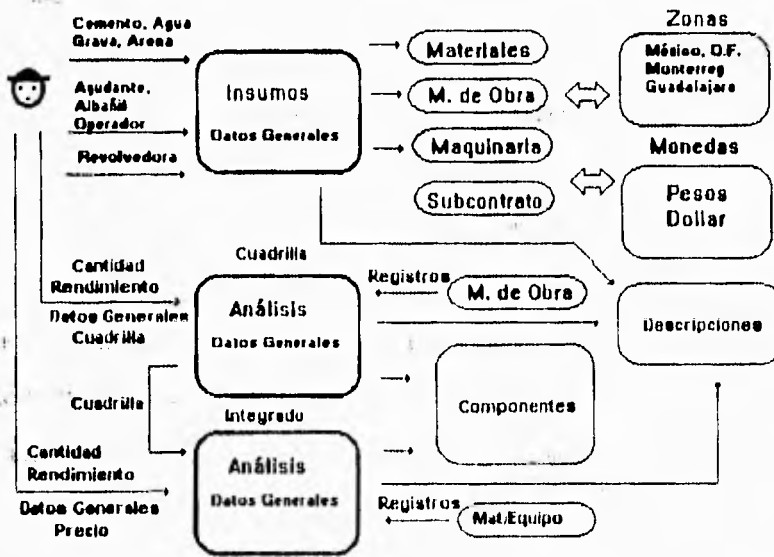 Cemento, Agua
Grava, Arena
Ayudante,
Albañil
Operador
Revolvedora
Insumos
Datos Generales
Materiales
M. de Obra
Maquinaria
Subcontrato
Zonas
México, D.F.
Monterrey
Guadalajara
Monedas
Pesos
Dollar
Cantidad
Rendimiento
Datos Generales
Cuadrilla
Cuadrilla
Análisis
Datos Generales
Registros
M. de Obra
Descripciones
Cuadrilla
Integrado
Componentes
Cantidad
Rendimiento
Datos Generales
Precio
Análisis
Datos Generales
Registros
Mat/Equipo